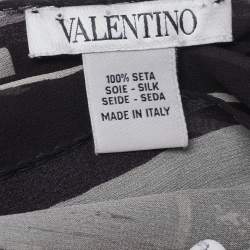 VALENTINO
100% SETA
SOIE - SILK
SEIDE - SEDA
MADE IN ITALY